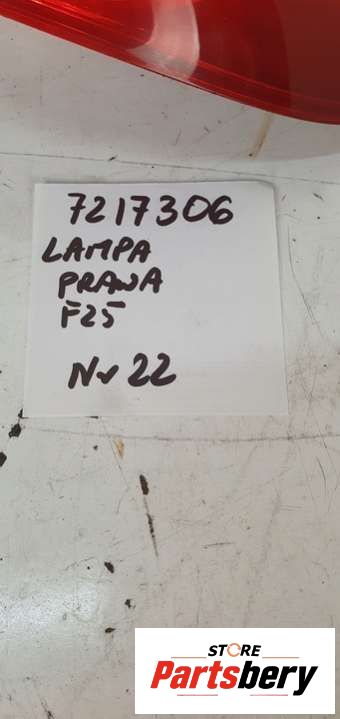 7217306
LAMPA
PRAWA
F25
Nr 22
STORE
Partsbery